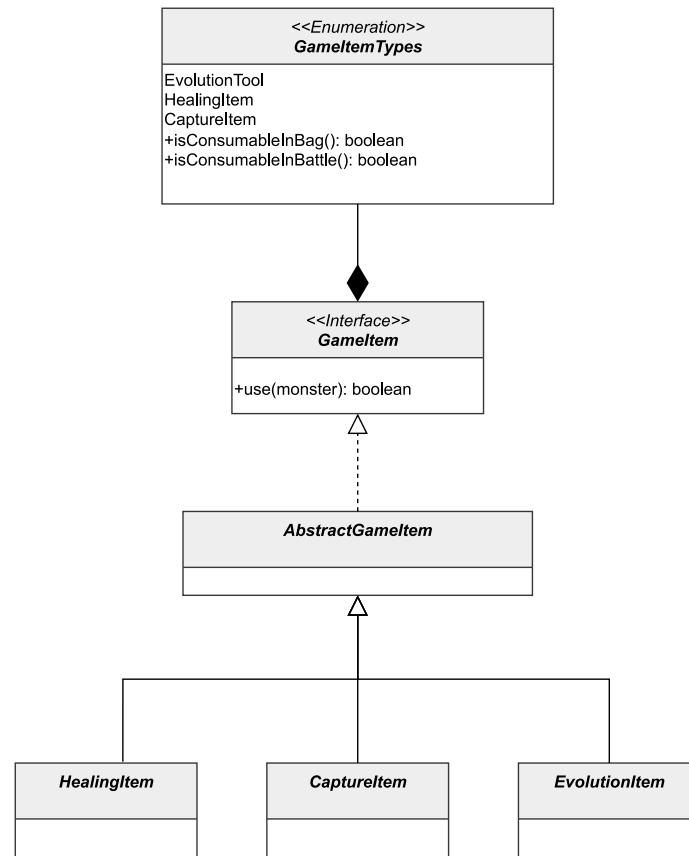 <<Enumeration>>
GameItemTypes
EvolutionTool
HealingItem
CaptureItem
+isConsumableInBag(): boolean
+isConsumableInBattle(): boolean
<<Interface>>
GameItem
+use(monster): boolean
AbstractGameItem
HealingItem
CaptureItem
EvolutionItem